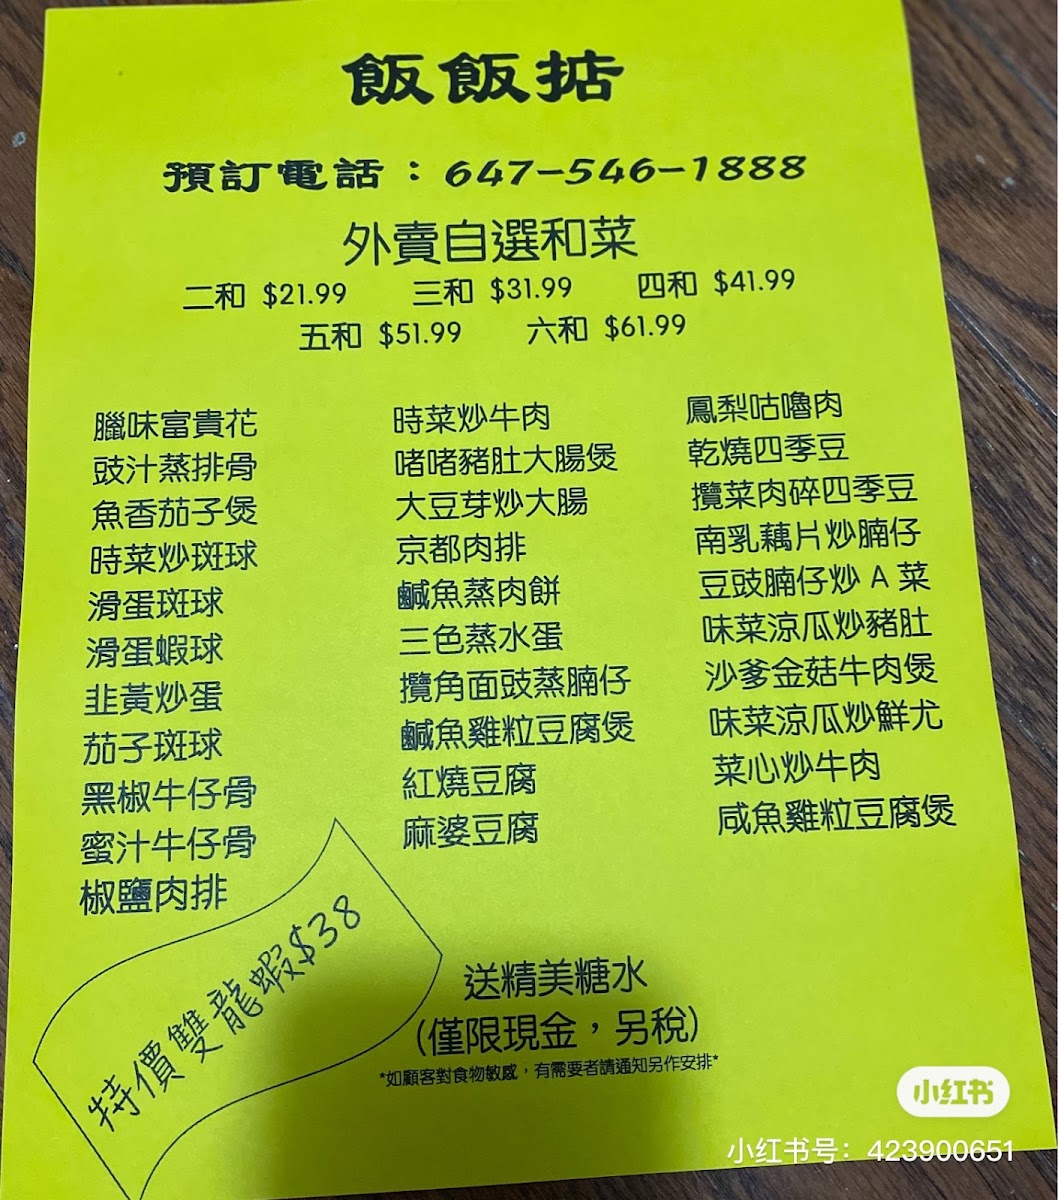 飯飯掂
預訂電話：647-546-1888
外賣自選和菜
二和 $21.99 三和 $31.99 四和 $41.99
五和 $51.99 六和 $61.99
臘味富貴花
豉汁蒸排骨
魚香茄子煲
時菜炒斑球
滑蛋斑球
滑蛋蝦球
韭黃炒蛋
茄子斑球
黑椒牛仔骨
蜜汁牛仔骨
椒鹽肉排
時菜炒牛肉
啫啫豬肚大腸煲
大豆芽炒大腸
京都肉排
鹹魚蒸肉餅
三色蒸水蛋
攬角面豉蒸腩仔
鹹魚雞粒豆腐煲
紅燒豆腐
麻婆豆腐
鳳梨咕嚕肉
乾燒四季豆
攬菜肉碎四季豆
南乳藕片炒腩仔
豆豉腩仔炒 A 菜
味菜涼瓜炒豬肚
沙爹金菇牛肉煲
味菜涼瓜炒鮮尤
菜心炒牛肉
咸魚雞粒豆腐煲
特價雙龍蝦$38
送精美糖水
(僅限現金，另稅)
*如顧客對食物敏感，有需要者請通知另作安排*
小红书
小红书号：423900651